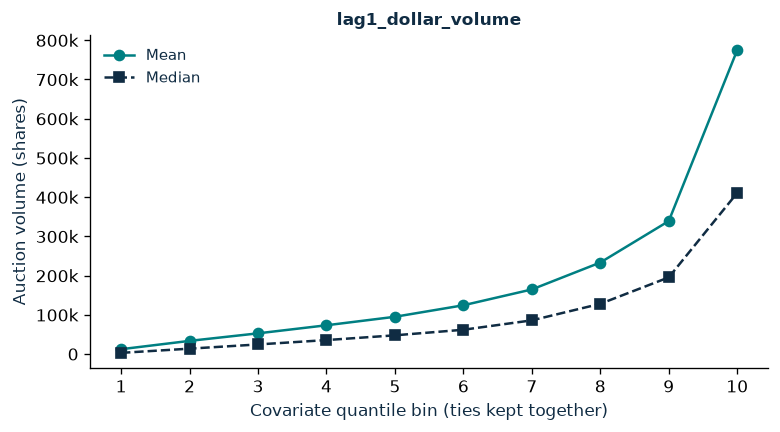 lag1_dollar_volume
Mean
Median
800k
700k
600k
500k
400k
300k
200k
100k
0
Auction volume (shares)
1 2 3 4 5 6 7 8 9 10
Covariate quantile bin (ties kept together)